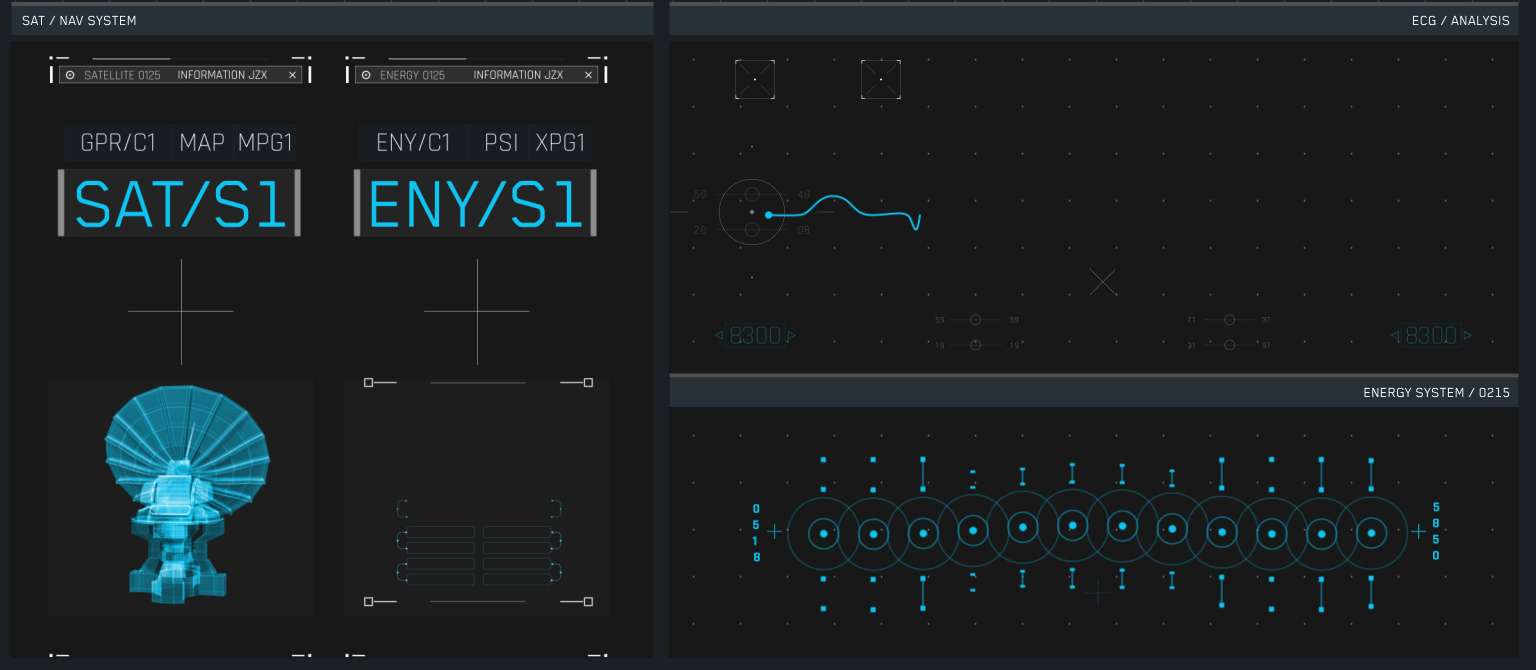 SAT / NAV SYSTEM
SATELLITE 0125 INFORMATION JZX ×
ENERGY 0125 INFORMATION JZX ×
GPR/C1 MAP MPG1
ENY/C1 PSI XPG1
SAT/S1
ENY/S1
ECG / ANALYSIS
50 48
20 08
59 59
71 37
8300
19 19
31 97
8300
ENERGY SYSTEM / 0215
0
5
1
8
5
8
5
0